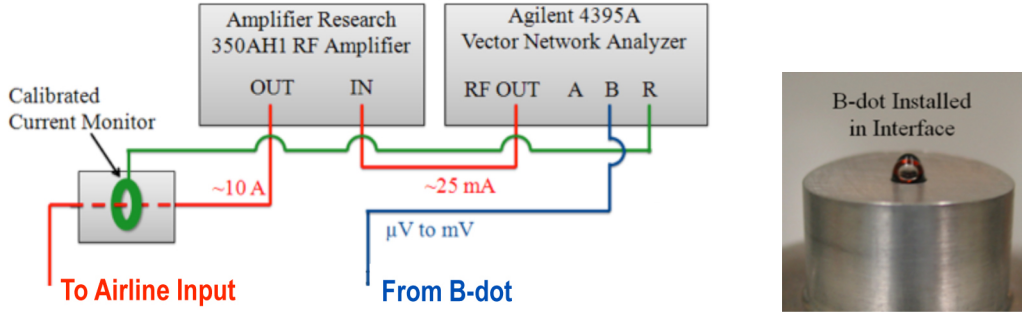 Amplifier Research
350AH1 RF Amplifier
OUT IN
Agilent 4395A
Vector Network Analyzer
RF OUT A B R
Calibrated
Current Monitor
~10 A
~25 mA
µV to mV
To Airline Input
From B-dot
B-dot Installed
in Interface